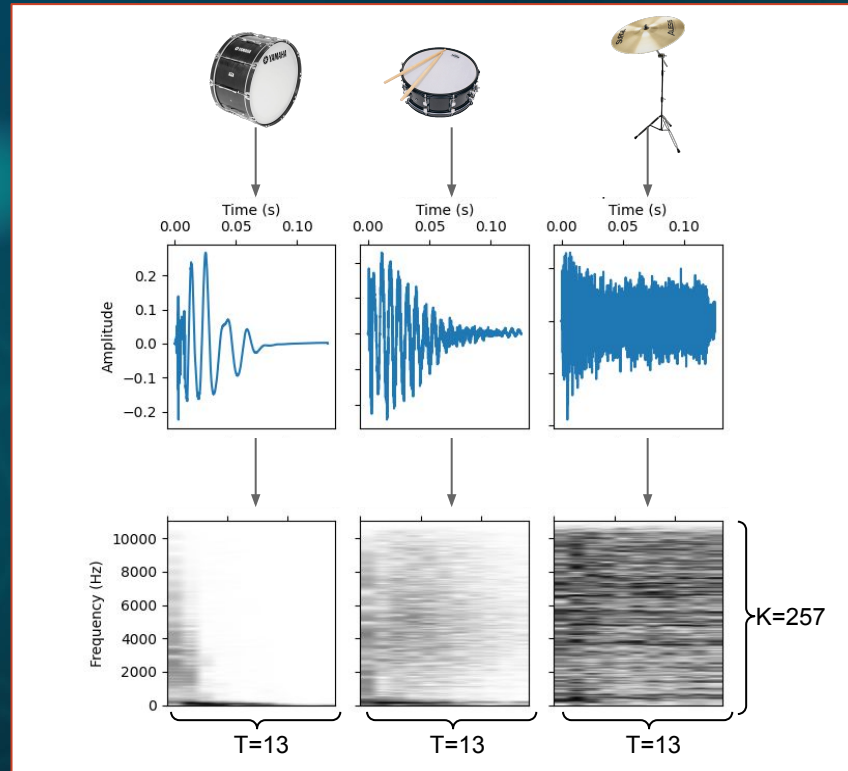 YAMAHA
YAMAHA
Time (s)
Time (s)
Time (s)
0.00 0.05 0.10
0.00 0.05 0.10
0.00 0.05 0.10
Amplitude
0.2
0.1
0.0
−0.1
−0.2
Frequency (Hz)
10000
8000
6000
4000
2000
0
K=257
T=13
T=13
T=13